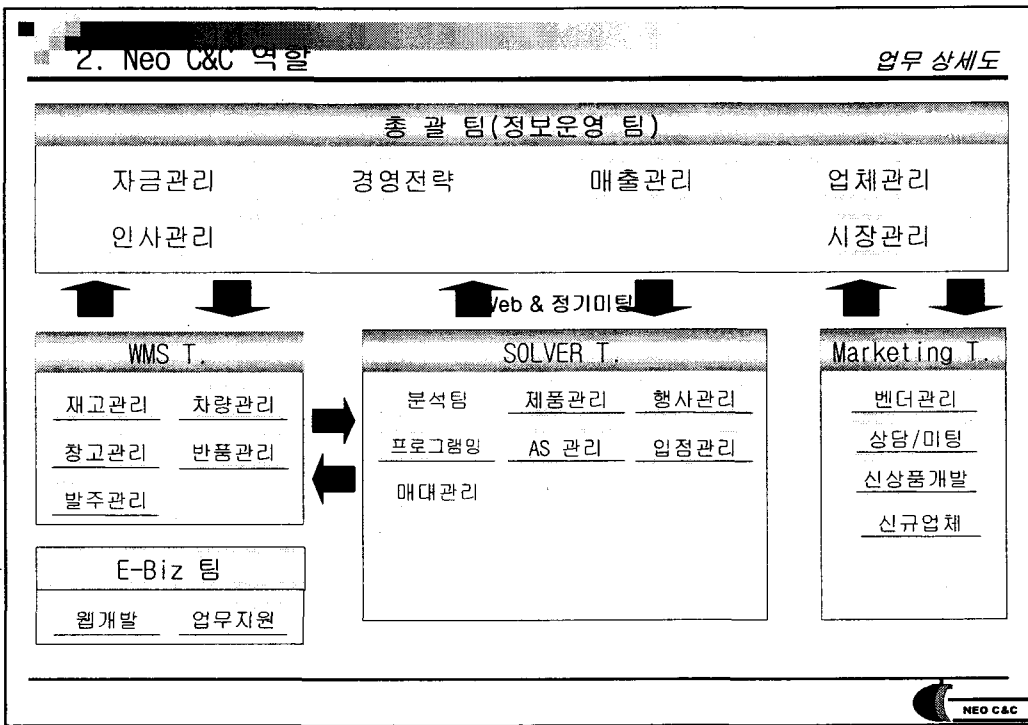 2. Neo C&C 역할
업무 상세도
총 괄 팀(정보운영 팀)
자금관리 경영전략 매출관리 업체관리
인사관리 시장관리
Web & 정기미팅
WMS T.
재고관리 차량관리
창고관리 반품관리
발주관리
SOLVER T.
분석팀 제품관리 행사관리
프로그램밍 AS 관리 입점관리
매대관리
Marketing T.
벤더관리
상담/미팅
신상품개발
신규업체
E-Biz 팀
웹개발 업무지원
NEO C&C